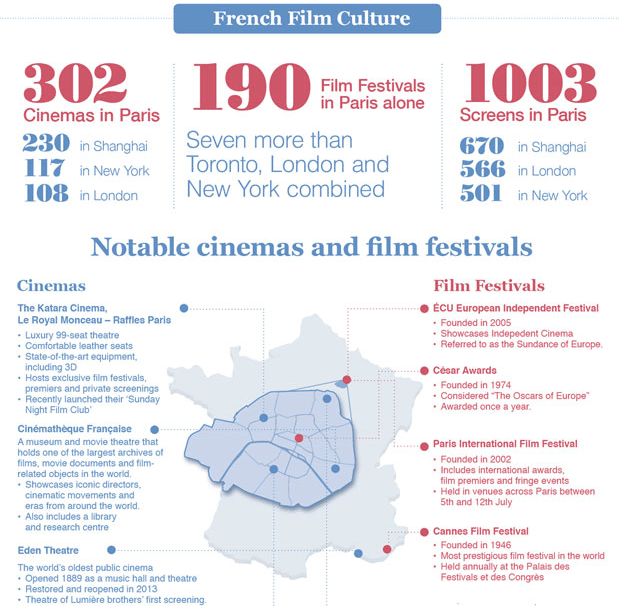 French Film Culture
302
Cinemas in Paris
230 in Shanghai
117 in New York
108 in London
190 Film Festivals
in Paris alone
Seven more than
Toronto, London and
New York combined
1003
Screens in Paris
670 in Shanghai
566 in London
501 in New York
Notable cinemas and film festivals
Cinemas
The Katara Cinema,
Le Royal Monceau – Raffles Paris
• Luxury 99-seat theatre
• Comfortable leather seats
• State-of-the-art equipment,
including 3D
• Hosts exclusive film festivals,
premiers and private screenings
• Recently launched their ‘Sunday
Night Film Club’
Cinémathèque Française
A museum and movie theatre that
holds one of the largest archives of
films, movie documents and film-
related objects in the world.
• Showcases iconic directors,
cinematic movements and
eras from around the world.
• Also includes a library
and research centre
Eden Theatre
The world’s oldest public cinema
• Opened 1889 as a music hall and theatre
• Restored and reopened in 2013
• Theatre of Lumière brothers’ first screening.
Film Festivals
ÉCU European Independent Festival
• Founded in 2005
• Showcases Indepedent Cinema
• Referred to as the Sundance of Europe.
César Awards
• Founded in 1974
• Considered “The Oscars of Europe”
• Awarded once a year.
Paris International Film Festival
• Founded in 2002
• Includes international awards,
film premiers and fringe events
• Held in venues across Paris between
5th and 12th July
Cannes Film Festival
• Founded in 1946
• Most prestigious film festival in the world
• Held annually at the Palais des
Festivals et des Congrès